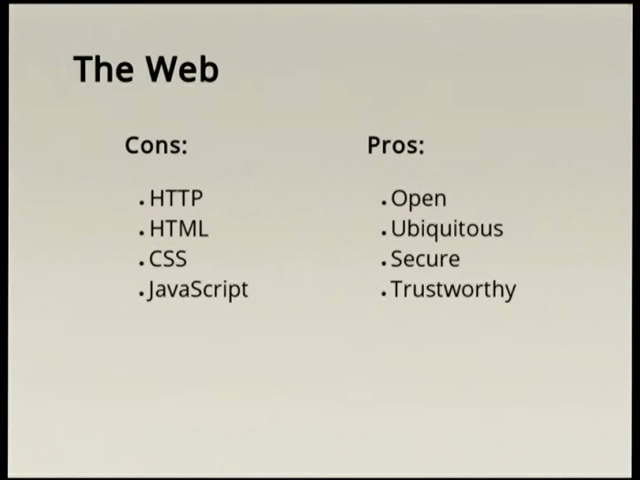 The Web
Cons:
• HTTP
• HTML
• CSS
• JavaScript
Pros:
• Open
• Ubiquitous
• Secure
• Trustworthy